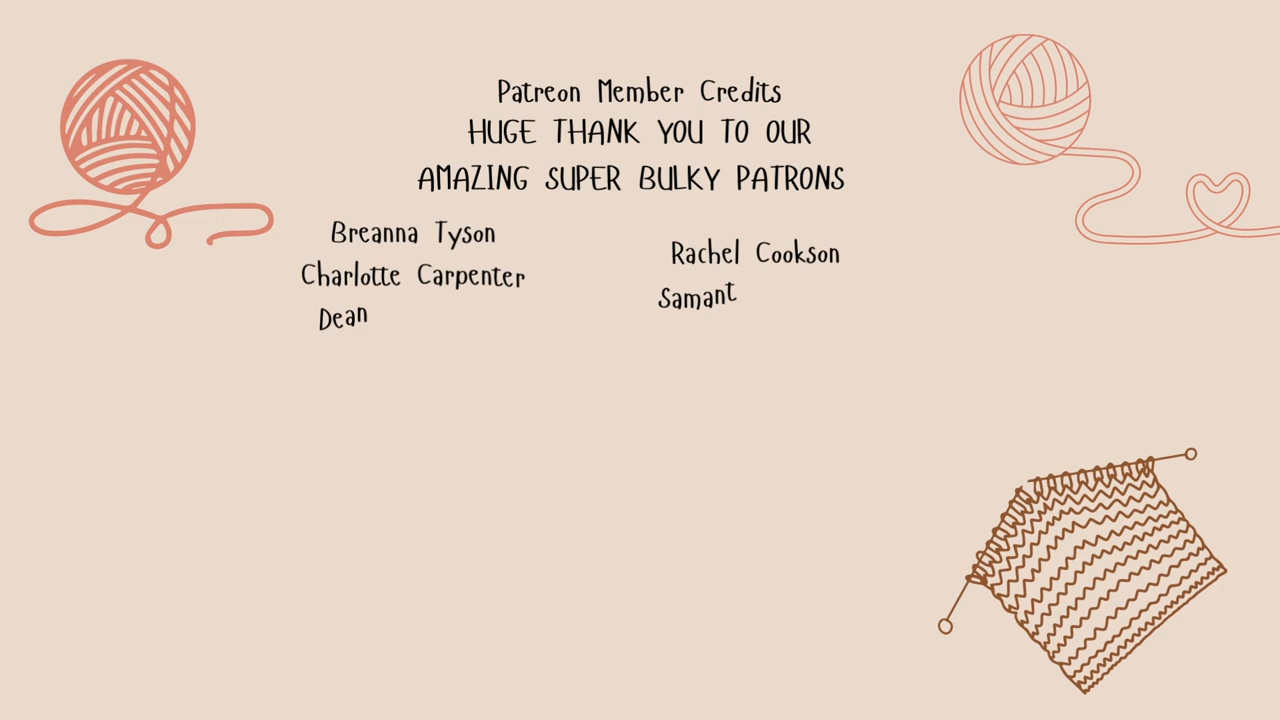 Patreon Member Credits
HUGE THANK YOU TO OUR
AMAZING SUPER BULKY PATRONS
Breanna Tyson
Charlotte Carpenter
Dean
Rachel Cookson
Samant